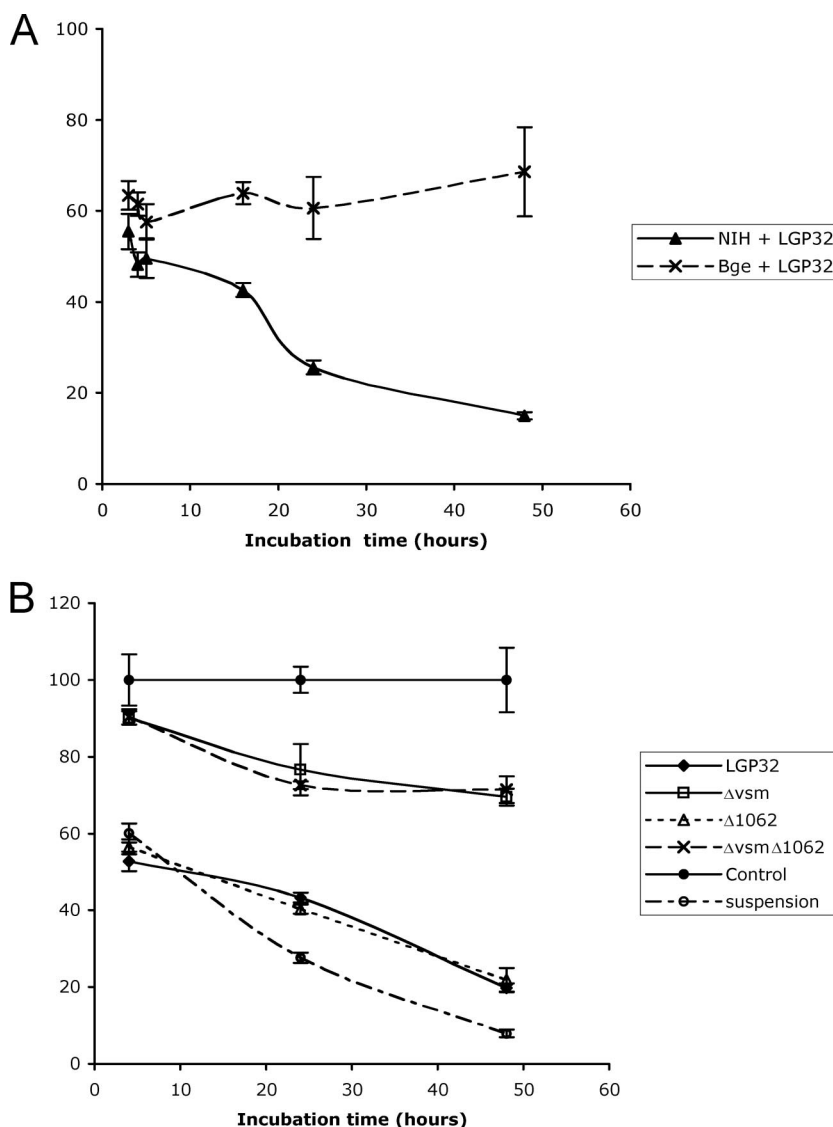 A
100
80
60
40
20
0
0 10 20 30 40 50 60
Incubation time (hours)
NIH + LGP32
Bge + LGP32
B
120
100
80
60
40
20
0
0 10 20 30 40 50 60
Incubation time (hours)
LGP32
Δvsm
Δ1062
ΔvsmΔ1062
Control
suspension